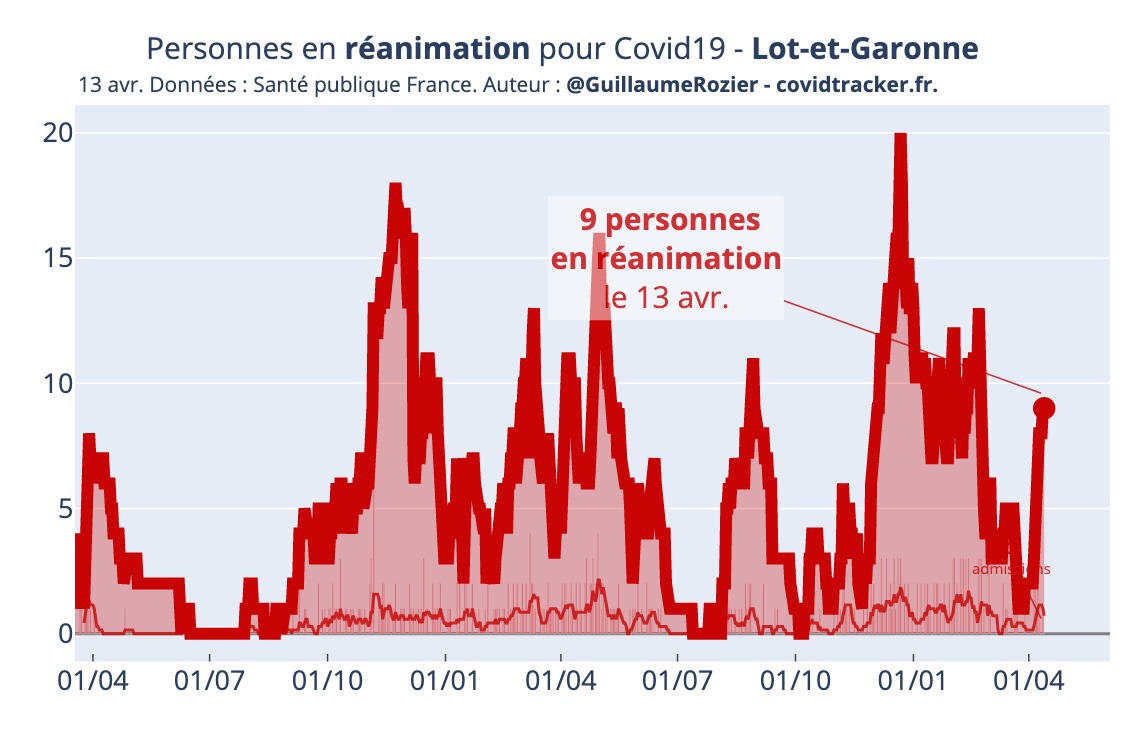 Personnes en réanimation pour Covid19 - Lot-et-Garonne
13 avr. Données : Santé publique France. Auteur : @GuillaumeRozier - covidtracker.fr.
20
15
10
5
0
9 personnes
en réanimation
le 13 avr.
admissions
01/04 01/07 01/10 01/01 01/04 01/07 01/10 01/01 01/04